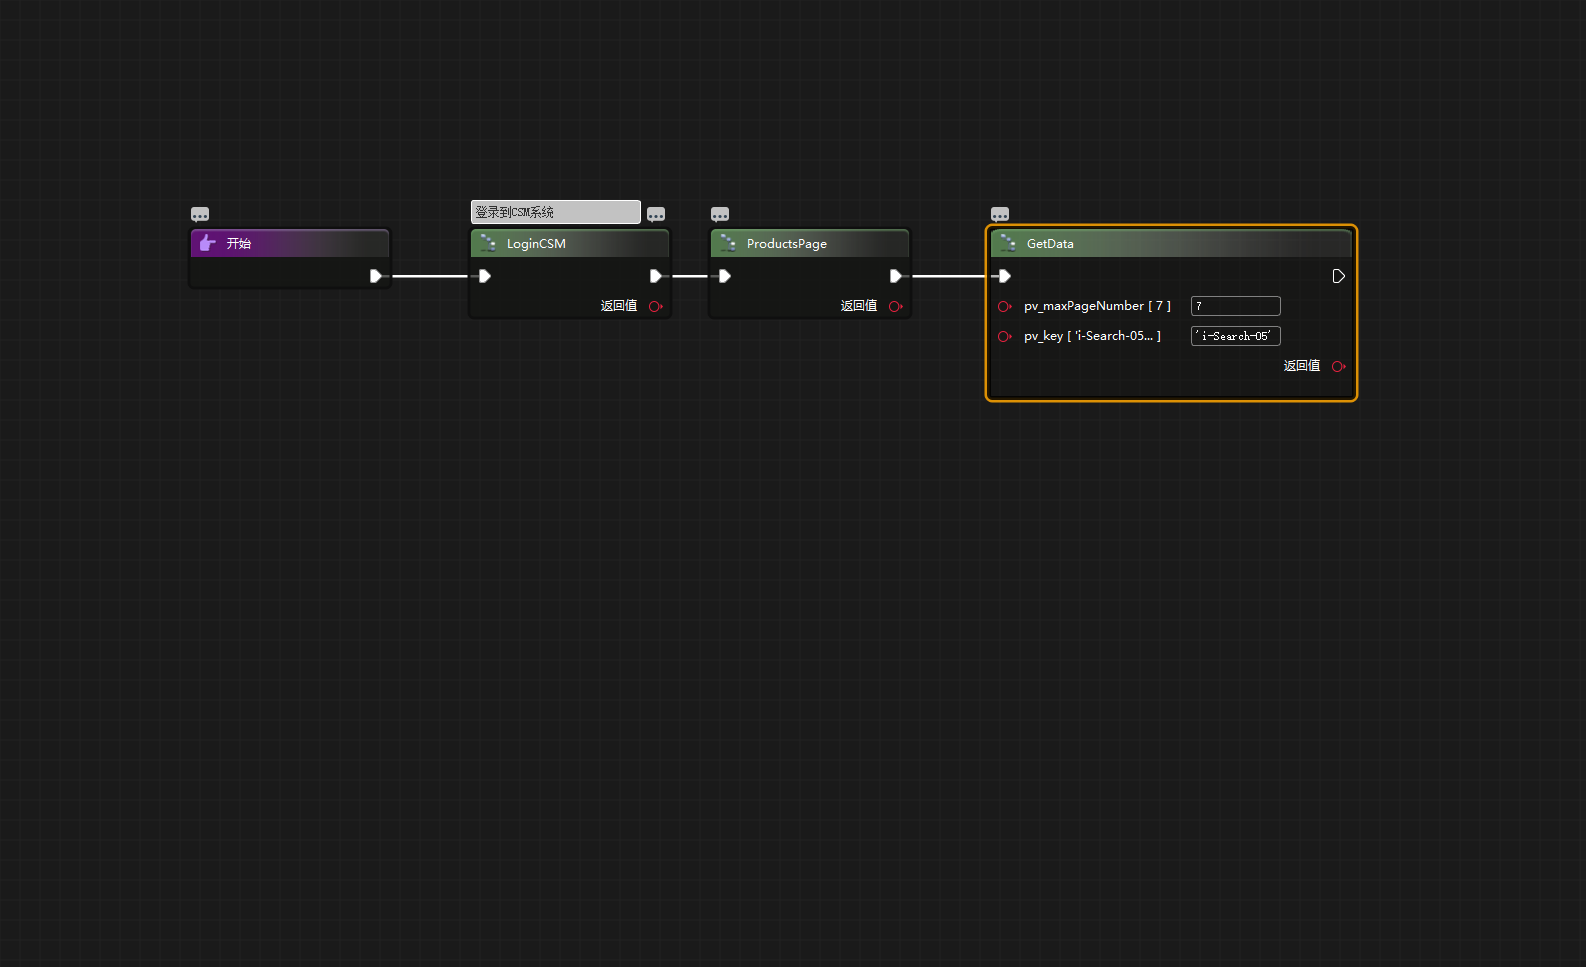 登录到CSM系统
开始
LoginCSM
返回值
ProductsPage
返回值
GetData
pv_maxPageNumber [ 7 ]
7
pv_key [ 'i-Search-05... ]
'i-Search-05'
返回值